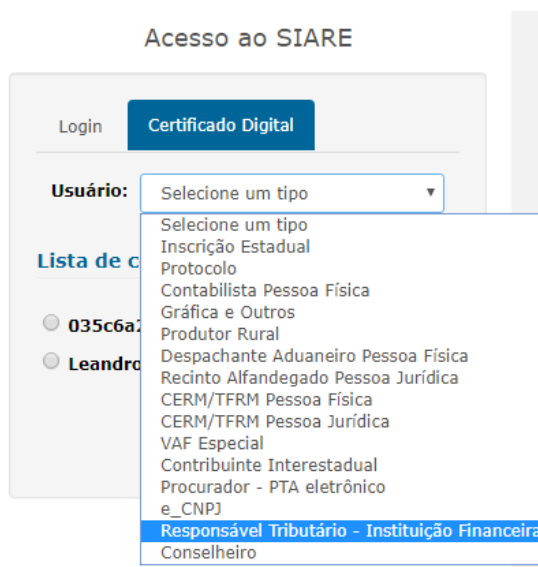 Acesso ao SIARE
Login
Certificado Digital
Usuário:
Selecione um tipo
Selecione um tipo
Inscrição Estadual
Protocolo
Contabilista Pessoa Física
Gráfica e Outros
Produtor Rural
Despachante Aduaneiro Pessoa Física
Recinto Alfandegado Pessoa Jurídica
CERM/TFRM Pessoa Física
CERM/TFRM Pessoa Jurídica
VAF Especial
Contribuinte Interestadual
Procurador - PTA eletrônico
e_CNPJ
Responsável Tributário - Instituição Financeira
Conselheiro
Lista de c
035c6a
Leandro